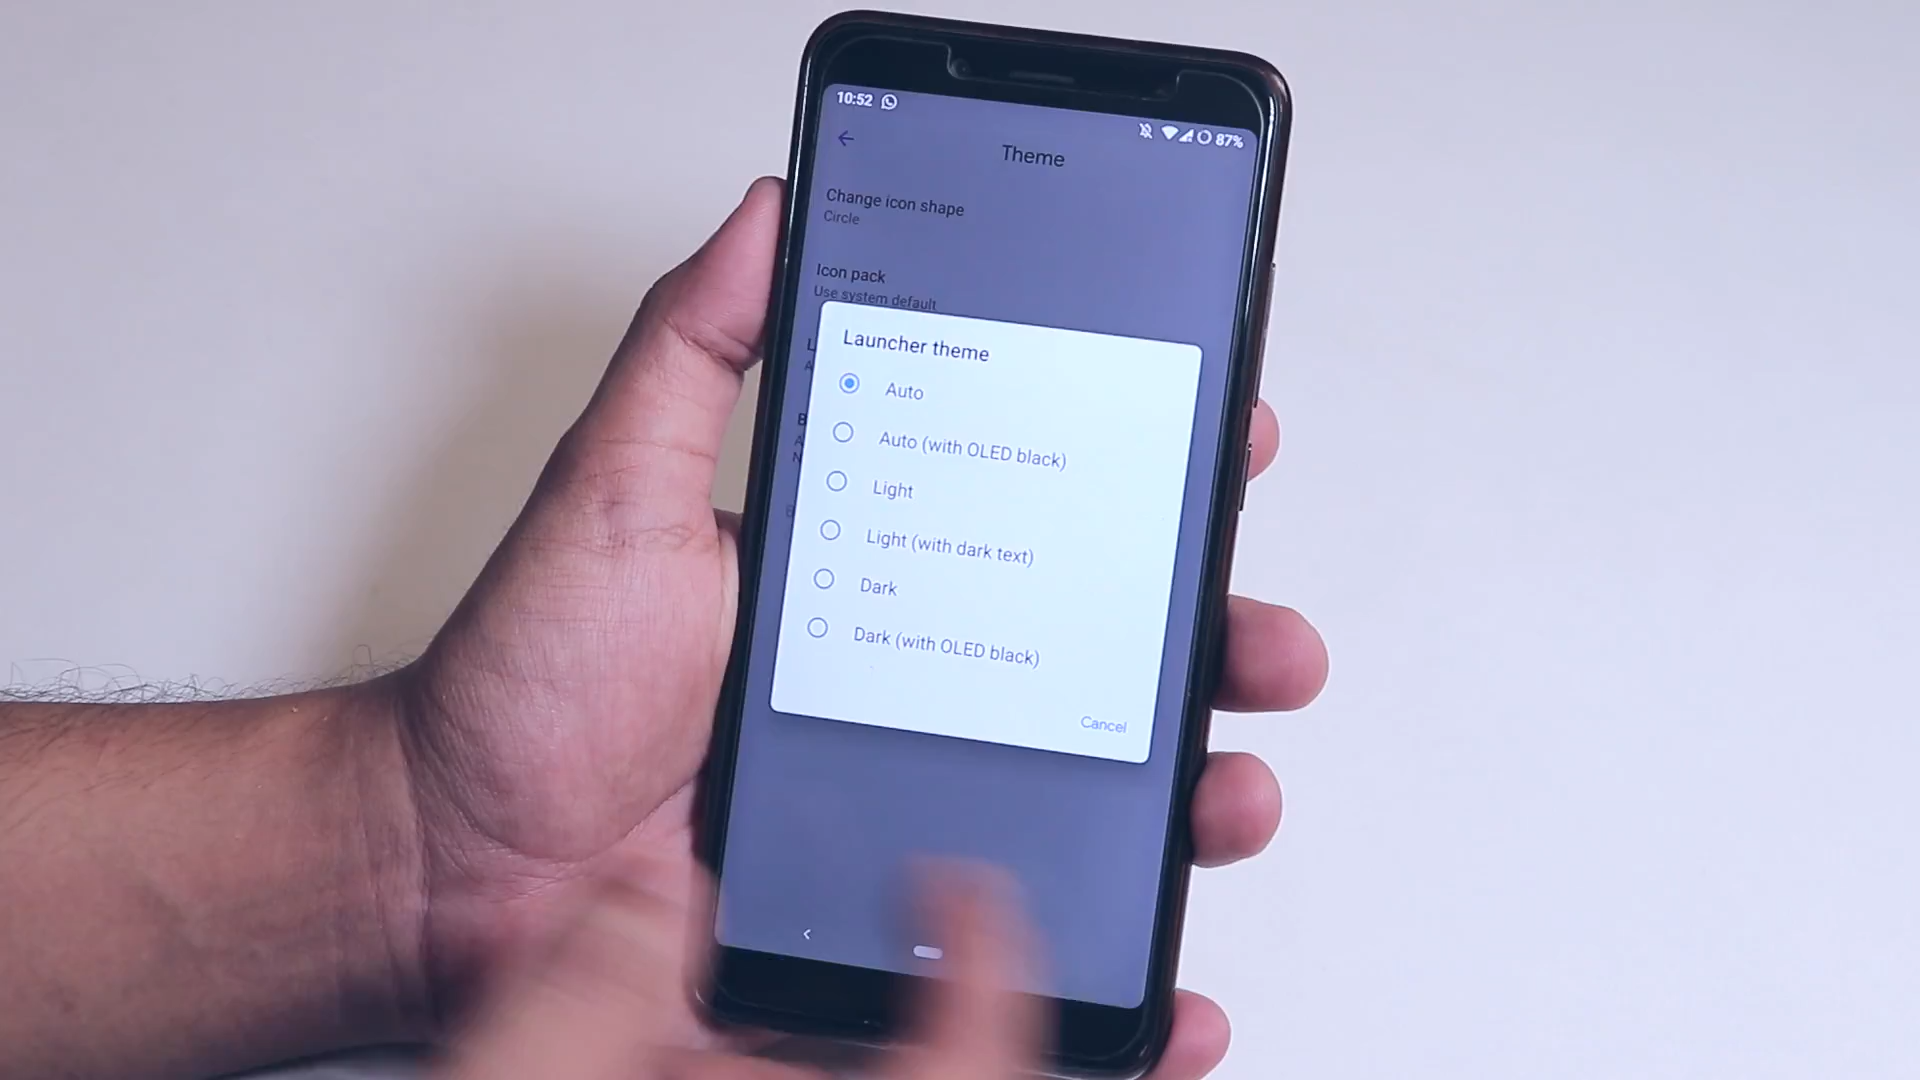 10:52
87%
Theme
Change icon shape
Circle
Icon pack
Use system default
Launcher theme
Auto
Auto (with OLED black)
Light
Light (with dark text)
Dark
Dark (with OLED black)
Cancel